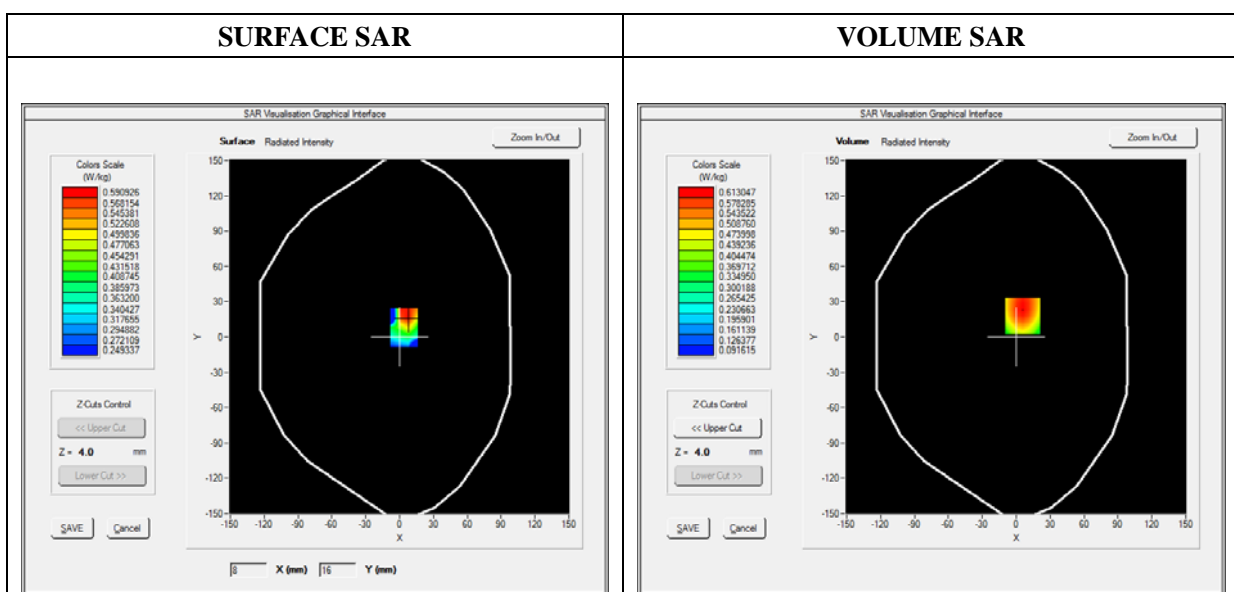 SURFACE SAR
VOLUME SAR
SAR Visualisation Graphical Interface
Surface Radiated Intensity
Zoom In/Out
Colors Scale
(W/kg)
0.590926
0.568154
0.545381
0.522608
0.499836
0.477063
0.454291
0.431518
0.408745
0.385973
0.363200
0.340427
0.317655
0.294882
0.272109
0.249337
Z-Cuts Control
<< Upper Cut
Z = 4.0 mm
Lower Cut >>
SAVE Cancel
150
120
90
60
30
0
-30
-60
-90
-120
-150
Y
-150 -120 -90 -60 -30 0 30 60 90 120 150
X
8 X (mm) 16 Y (mm)
SAR Visualisation Graphical Interface
Volume Radiated Intensity
Zoom In/Out
Colors Scale
(W/kg)
0.613047
0.578285
0.543522
0.508760
0.473998
0.439236
0.404474
0.369712
0.334950
0.300188
0.265425
0.230663
0.195901
0.161139
0.126377
0.091615
Z-Cuts Control
<< Upper Cut
Z = 4.0 mm
Lower Cut >>
SAVE Cancel
150
120
90
60
30
0
-30
-60
-90
-120
-150
Y
-150 -120 -90 -60 -30 0 30 60 90 120 150
X